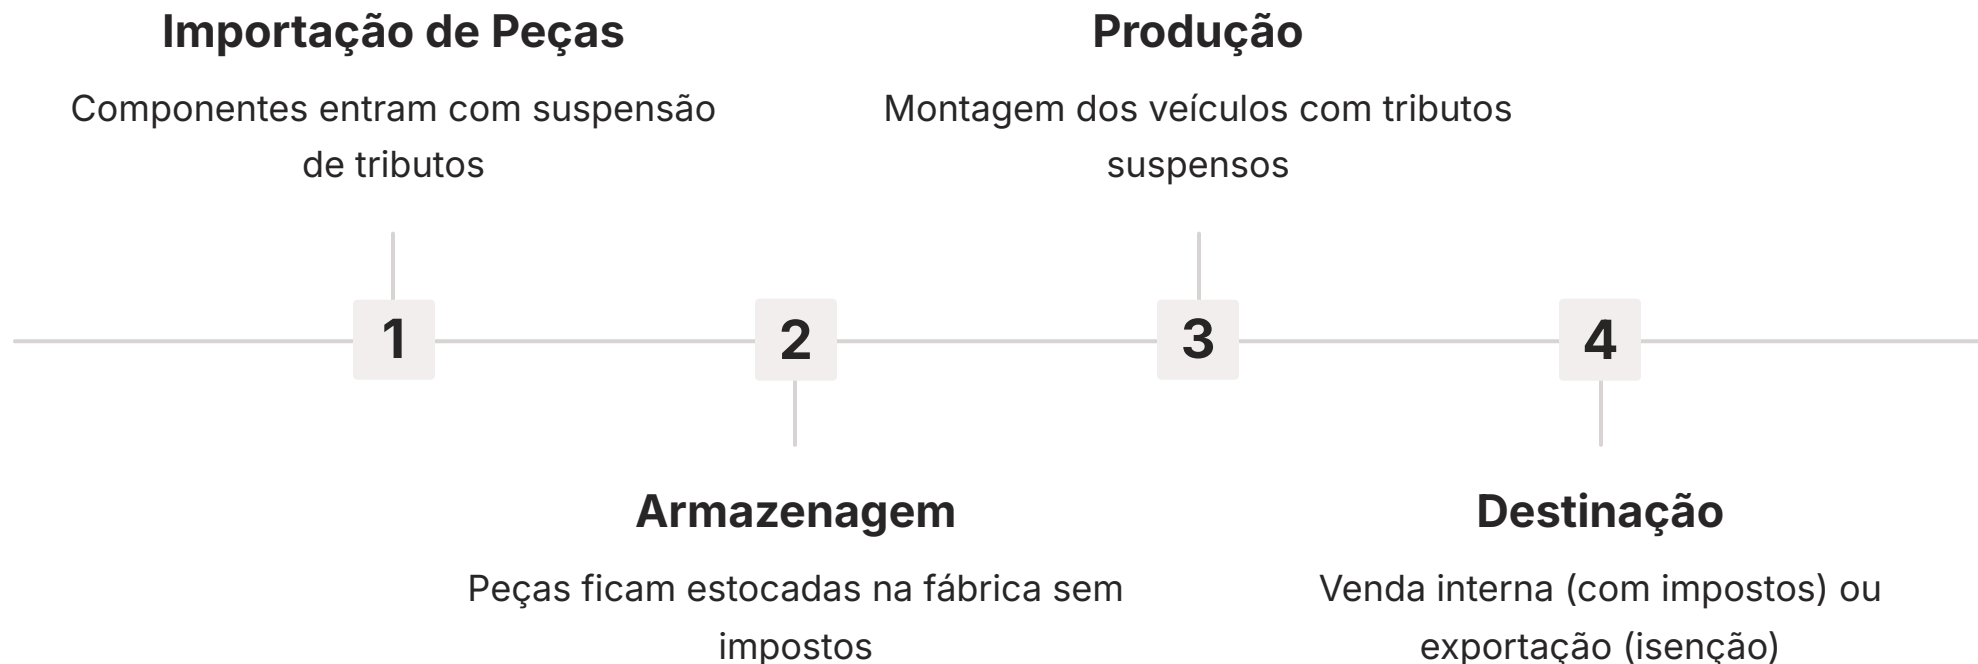 Importação de Peças
Componentes entram com suspensão
de tributos
1
2
Armazenagem
Peças ficam estocadas na fábrica sem
impostos
Produção
Montagem dos veículos com tributos
suspensos
3
4
Destinação
Venda interna (com impostos) ou
exportação (isenção)